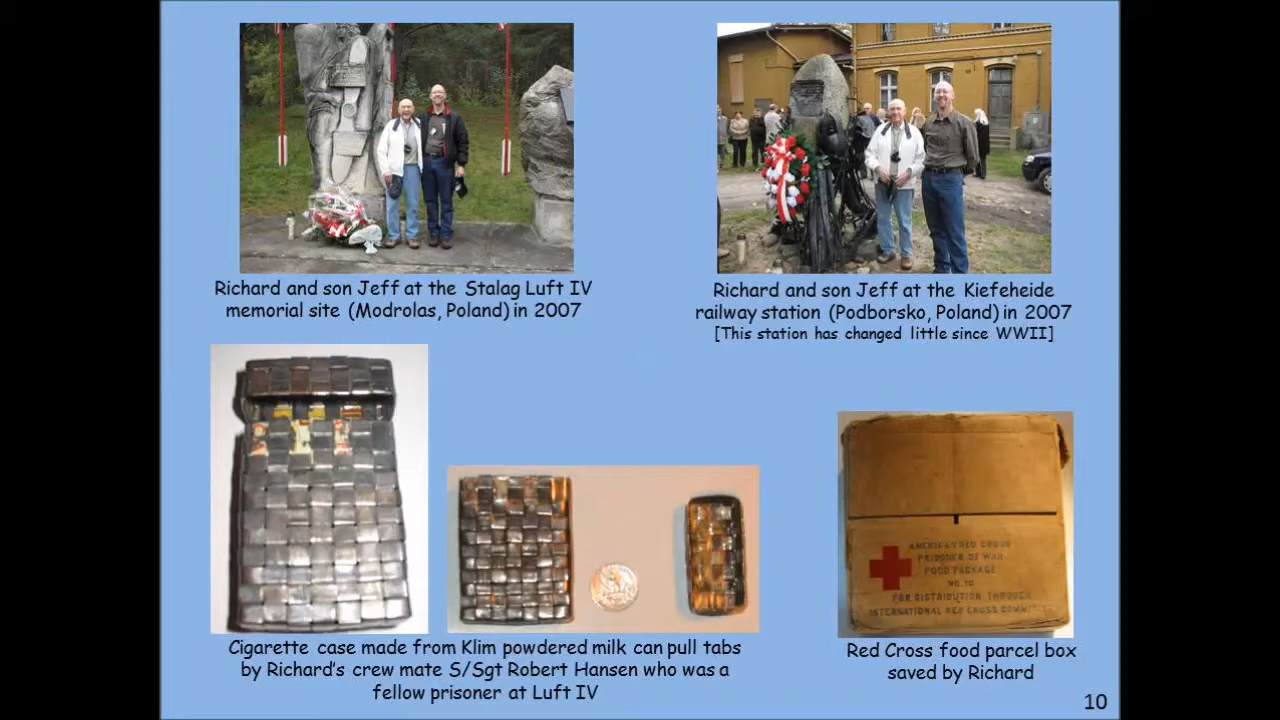 Richard and son Jeff at the Stalag Luft IV
memorial site (Modrolas, Poland) in 2007
Richard and son Jeff at the Kiefeheide
railway station (Podborsko, Poland) in 2007
[This station has changed little since WWII]
Cigarette case made from Klim powdered milk can pull tabs
by Richard's crew mate S/Sgt Robert Hansen who was a
fellow prisoner at Luft IV
AMERICAN RED CROSS
PRISONER OF WAR
FOOD PACKAGE
NO. 10
FOR DISTRIBUTION THROUGH
INTERNATIONAL RED CROSS
Red Cross food parcel box
saved by Richard
10